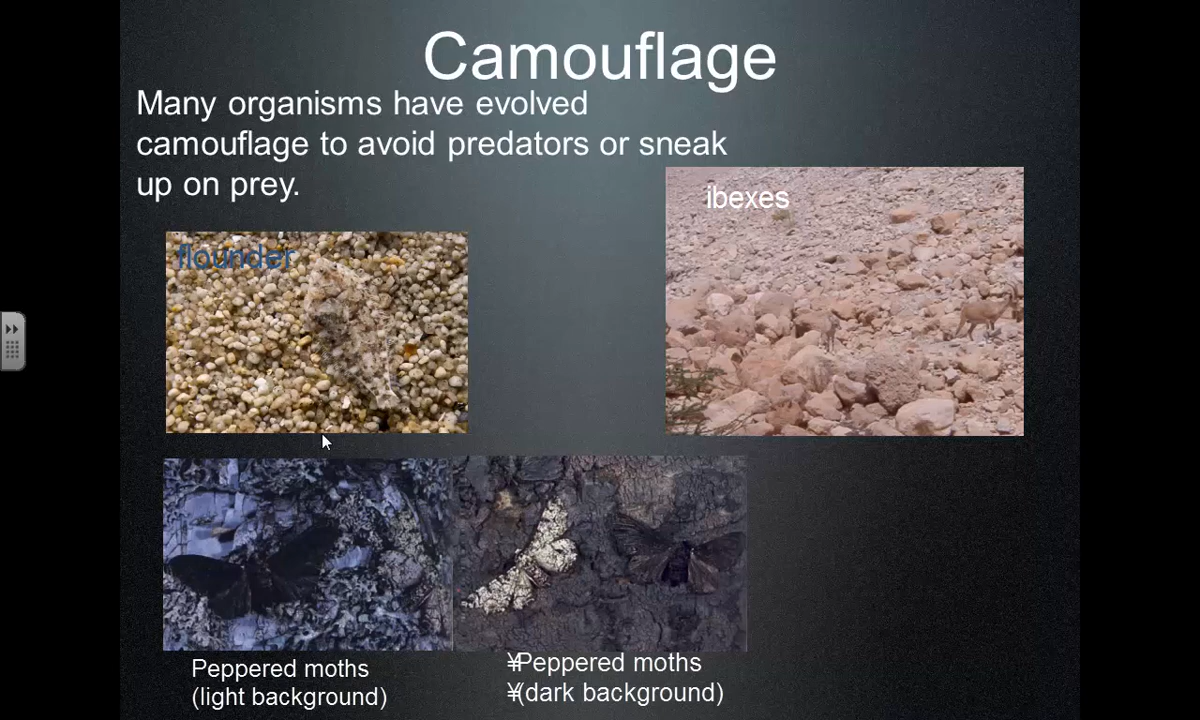 Camouflage
Many organisms have evolved
camouflage to avoid predators or sneak
up on prey.
ibexes
flounder
Peppered moths
(light background)
¥Peppered moths
¥(dark background)